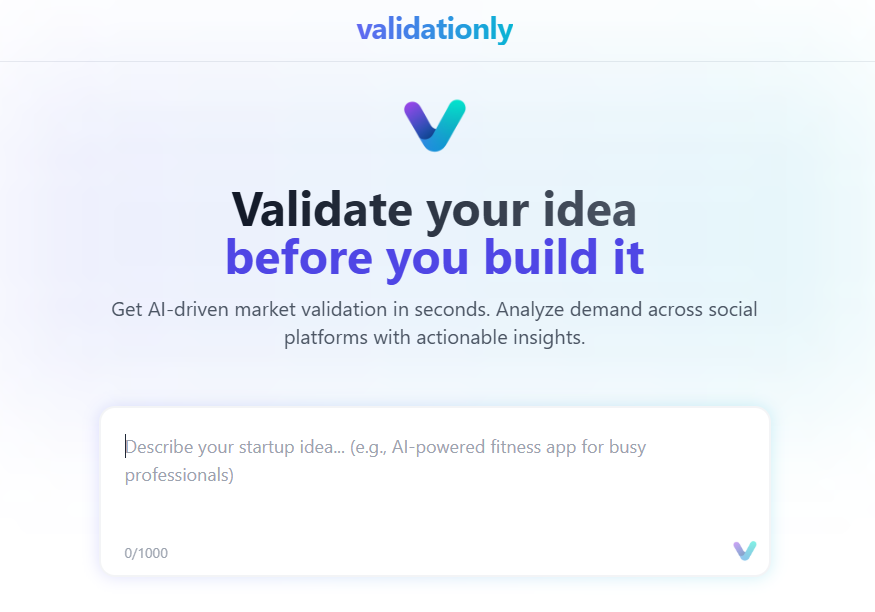 validationly
Validate your idea
before you build it
Get AI-driven market validation in seconds. Analyze demand across social
platforms with actionable insights.
Describe your startup idea... (e.g., AI-powered fitness app for busy
professionals)
0/1000